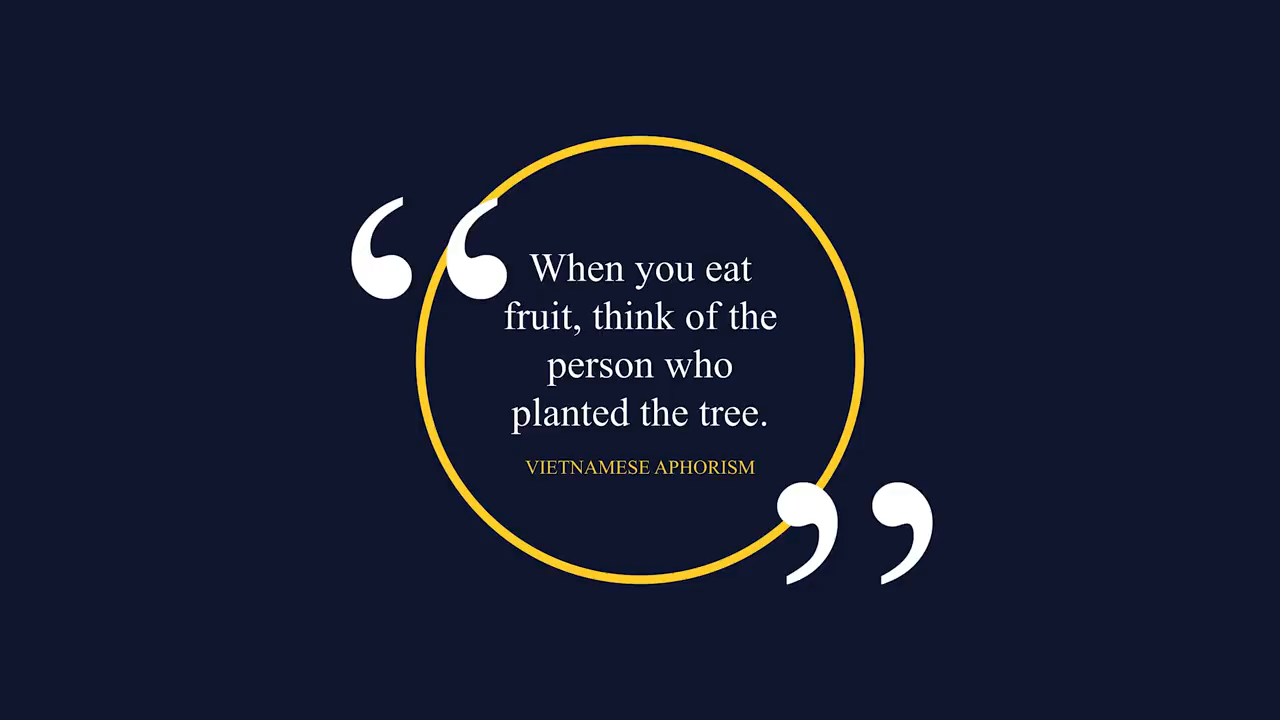 “
When you eat
fruit, think of the
person who
planted the tree.
VIETNAMESE APHORISM
”